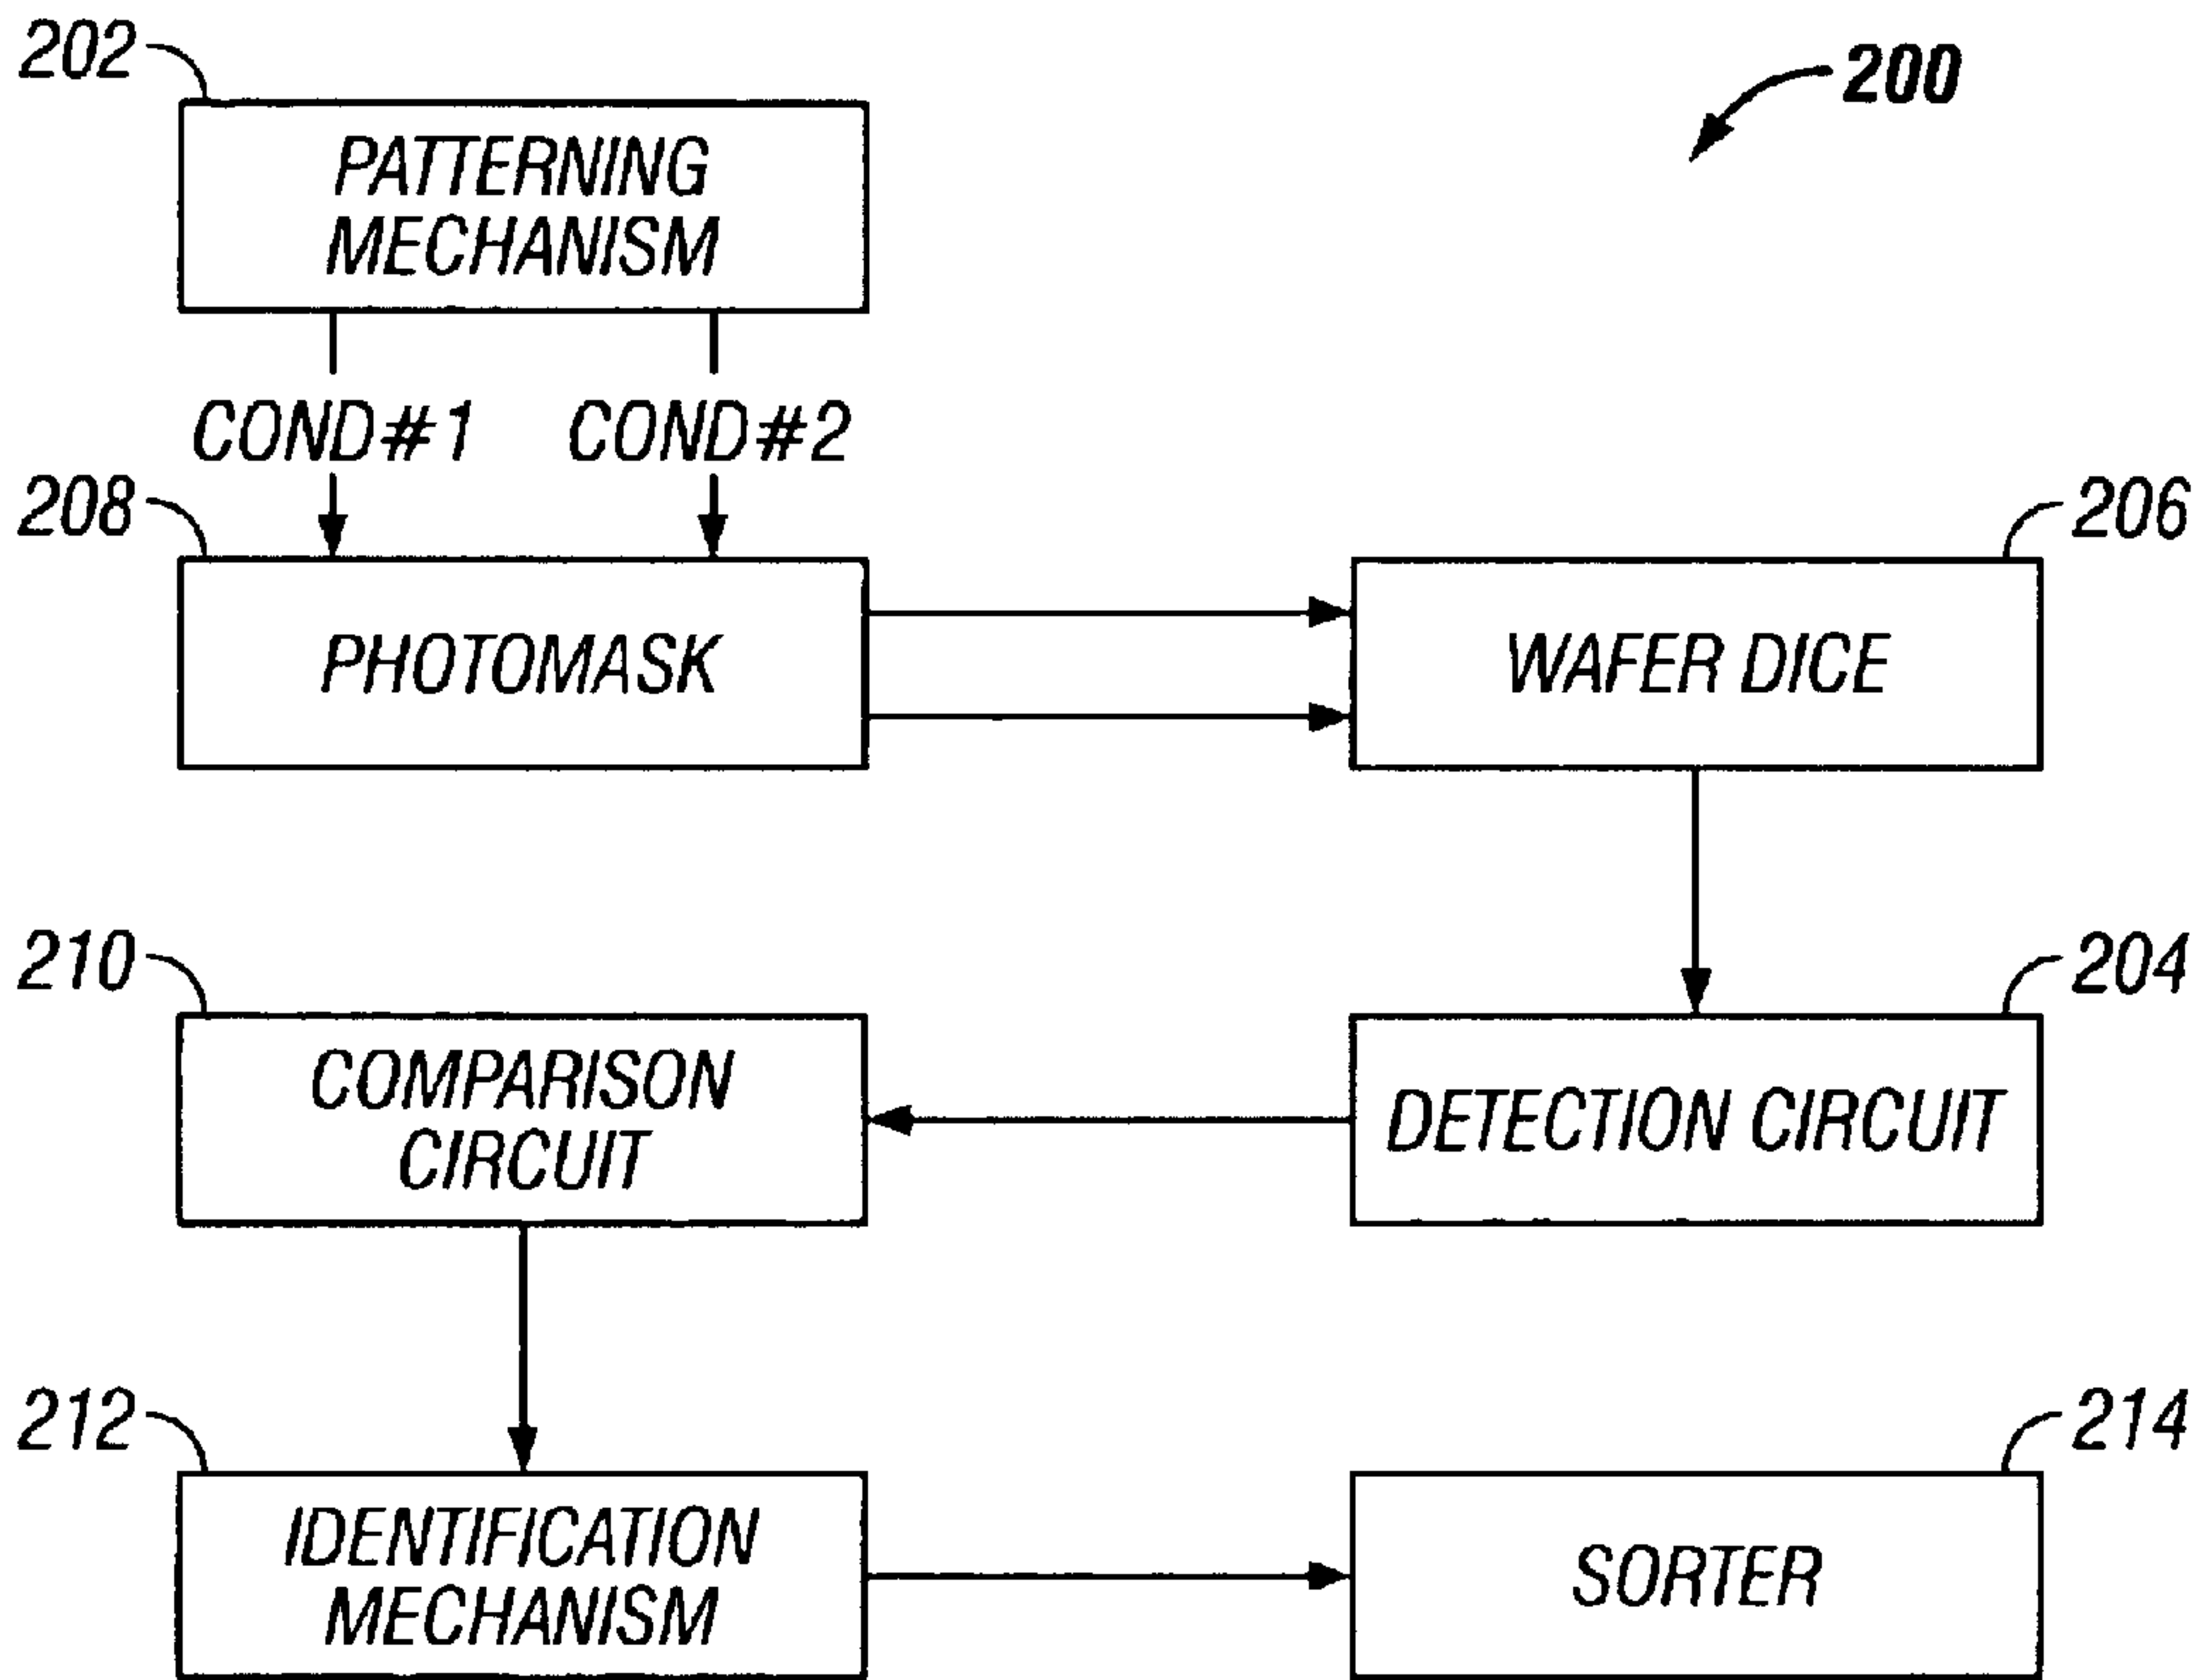 202
200
PATTERNING
MECHANISM
COND#1 COND#2
208
206
PHOTOMASK
WAFER DICE
210
204
COMPARISON
CIRCUIT
DETECTION CIRCUIT
212
214
IDENTIFICATION
MECHANISM
SORTER